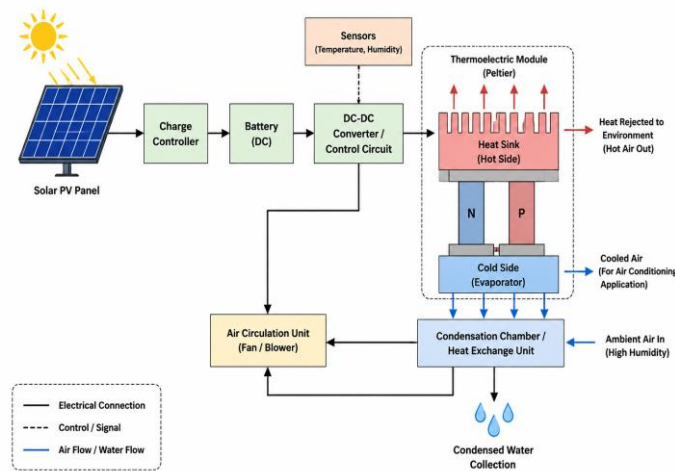 Sensors
(Temperature, Humidity)
Thermoelectric Module
(Peltier)
Charge
Controller
Battery
(DC)
DC-DC
Converter /
Control Circuit
Heat Sink
(Hot Side)
Heat Rejected to
Environment
(Hot Air Out)
Solar PV Panel
N
P
Cold Side
(Evaporator)
Cooled Air
(For Air Conditioning
Application)
Air Circulation Unit
(Fan / Blower)
Condensation Chamber /
Heat Exchange Unit
Ambient Air In
(High Humidity)
Electrical Connection
Control / Signal
Air Flow / Water Flow
Condensed Water
Collection